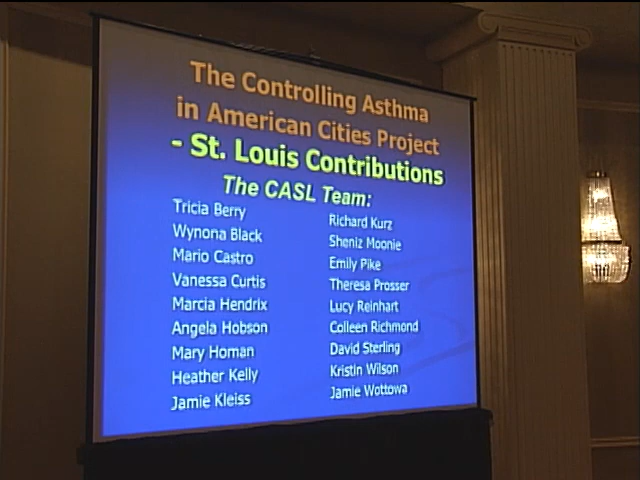 The Controlling Asthma
in American Cities Project
- St. Louis Contributions
The CASL Team:
Tricia Berry
Wynona Black
Mario Castro
Vanessa Curtis
Marcia Hendrix
Angela Hobson
Mary Homan
Heather Kelly
Jamie Kleiss
Richard Kurz
Sheniz Moonie
Emily Pike
Theresa Prosser
Lucy Reinhart
Colleen Richmond
David Sterling
Kristin Wilson
Jamie Wottowa